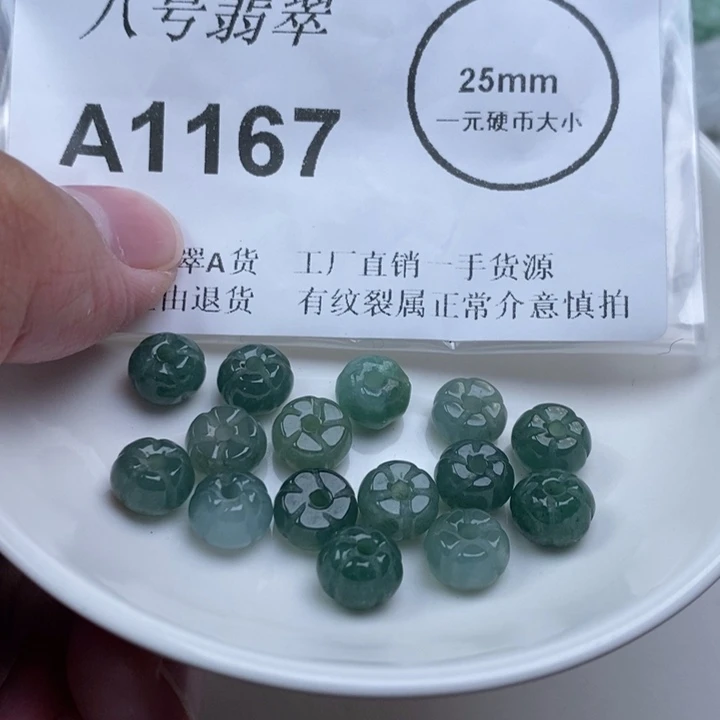 八号翡翠
A1167
25mm
一元硬币大小
翠A货 工厂直销一手货源
由退货 有纹裂属正常介意慎拍